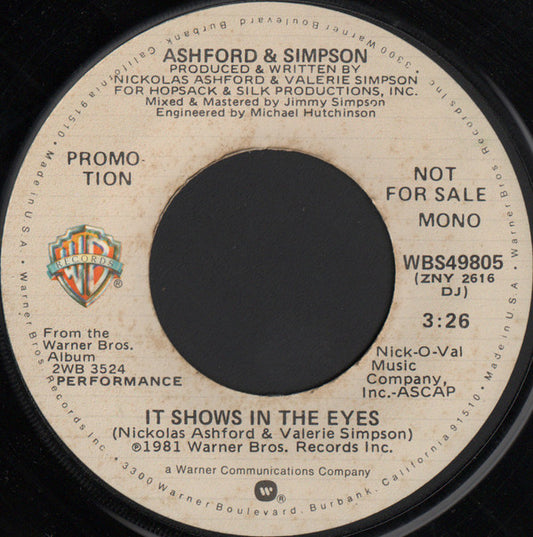 ASHFORD & SIMPSON
PRODUCED & WRITTEN BY
NICKOLAS ASHFORD & VALERIE SIMPSON
FOR HOPSACK & SILK PRODUCTIONS, INC.
Mixed & Mastered by Jimmy Simpson
Engineered by Michael Hutchinson
PROMO-
TION
NOT
FOR SALE
MONO
WB
RECORDS
®
WBS49805
(ZNY 2616
DJ)
3:26
From the
Warner Bros.
Album
2WB 3524
PERFORMANCE
Nick-O-Val
Music
Company,
Inc.-ASCAP
IT SHOWS IN THE EYES
(Nickolas Ashford & Valerie Simpson)
℗1981 Warner Bros. Records Inc.
a Warner Communications Company
W®
Warner Bros Records Inc. • 3300 Warner Boulevard, Burbank, California 91510 • Made in U.S.A. • Warner Bros Records Inc. • 3300 Warner Boulevard, Burbank, California 91510 • Made in U.S.A. •